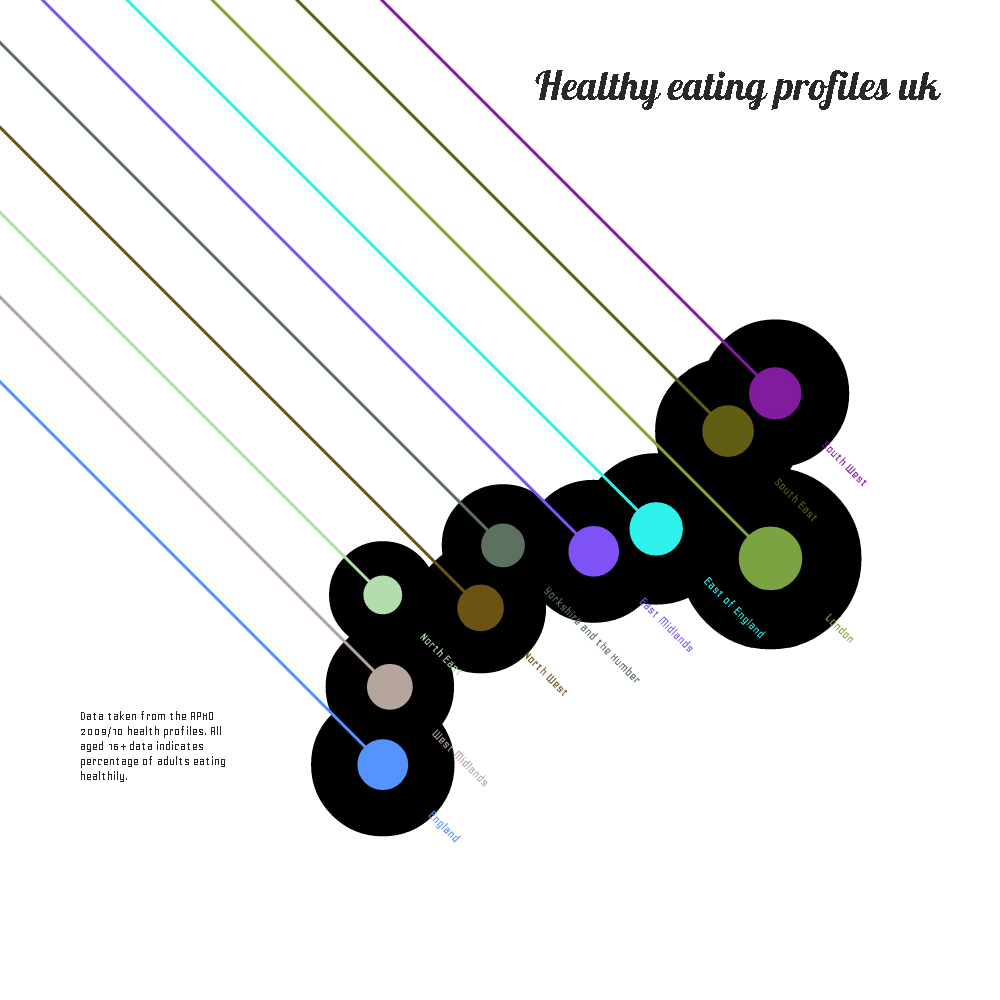 Healthy eating profiles uk
South West
South East
East of England
Yorkshire and the Humber
East Midlands
London
North East
North West
Data taken from the APHO
2009/10 health profiles. All
aged 16+ data indicates
percentage of adults eating
healthily.
West Midlands
England